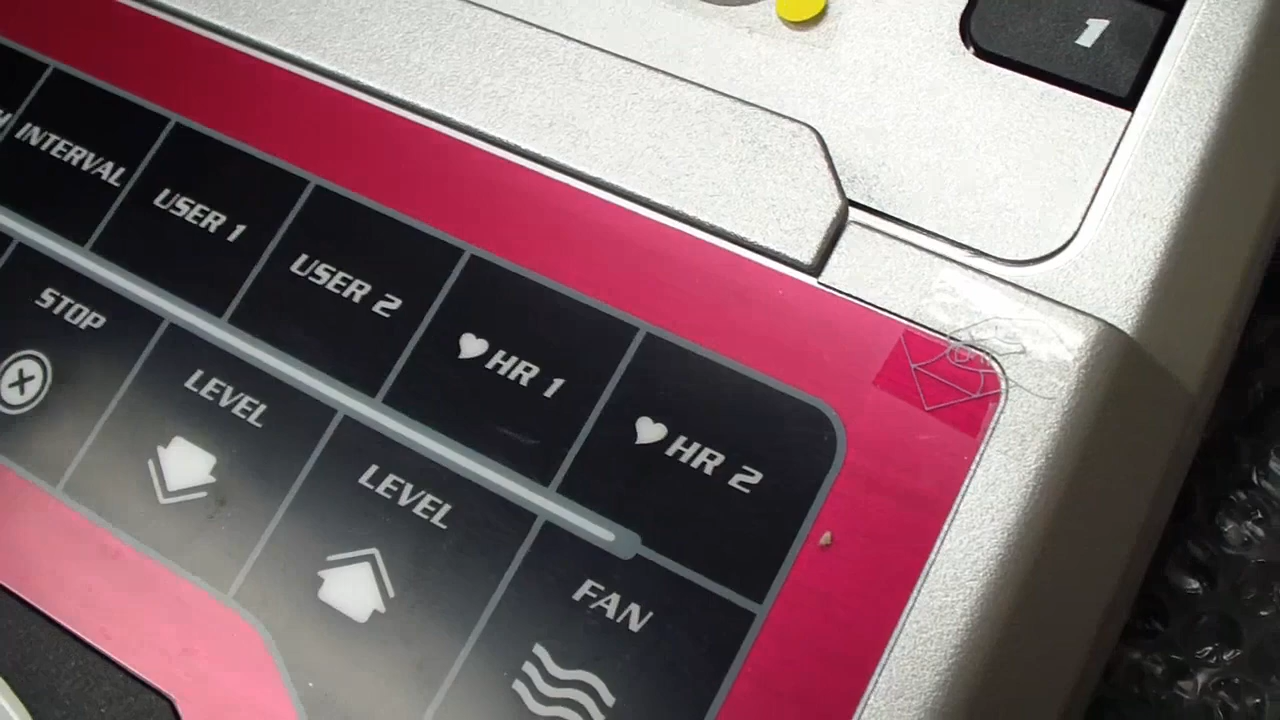 1
INTERVAL
USER 1
USER 2
HR 1
HR 2
STOP
LEVEL
LEVEL
FAN